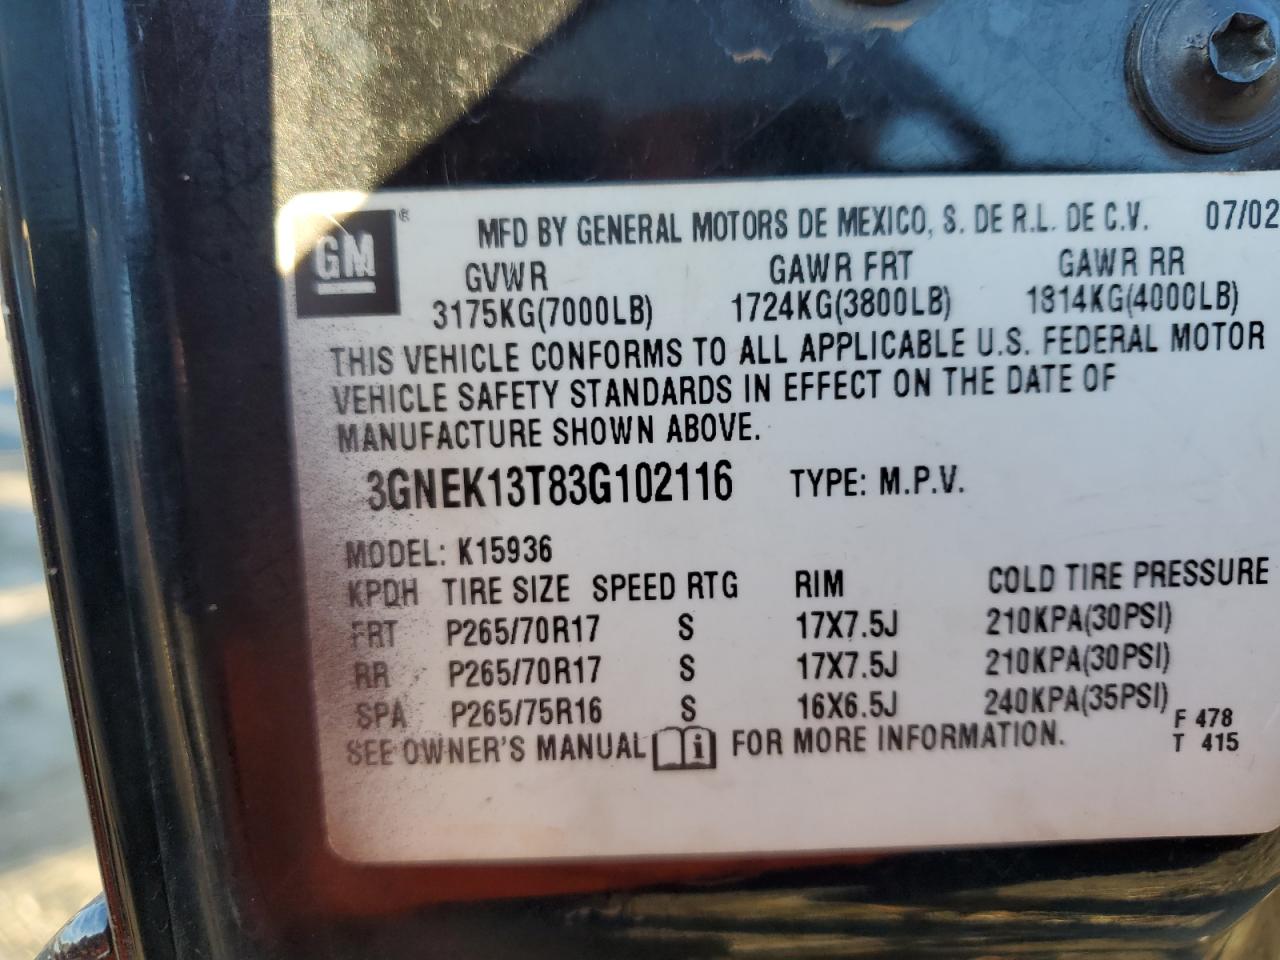 GM ® MFD BY GENERAL MOTORS DE MEXICO, S. DE R.L. DE C.V. 07/02
GVWR GAWR FRT GAWR RR
3175KG(7000LB) 1724KG(3800LB) 1814KG(4000LB)
THIS VEHICLE CONFORMS TO ALL APPLICABLE U.S. FEDERAL MOTOR
VEHICLE SAFETY STANDARDS IN EFFECT ON THE DATE OF
MANUFACTURE SHOWN ABOVE.
3GNEK13T83G102116 TYPE: M.P.V.
MODEL: K15936
KPDH TIRE SIZE SPEED RTG RIM COLD TIRE PRESSURE
FRT P265/70R17 S 17X7.5J 210KPA(30PSI)
RR P265/70R17 S 17X7.5J 210KPA(30PSI)
SPA P265/75R16 S 16X6.5J 240KPA(35PSI) F 478
SEE OWNER'S MANUAL i FOR MORE INFORMATION. T 415